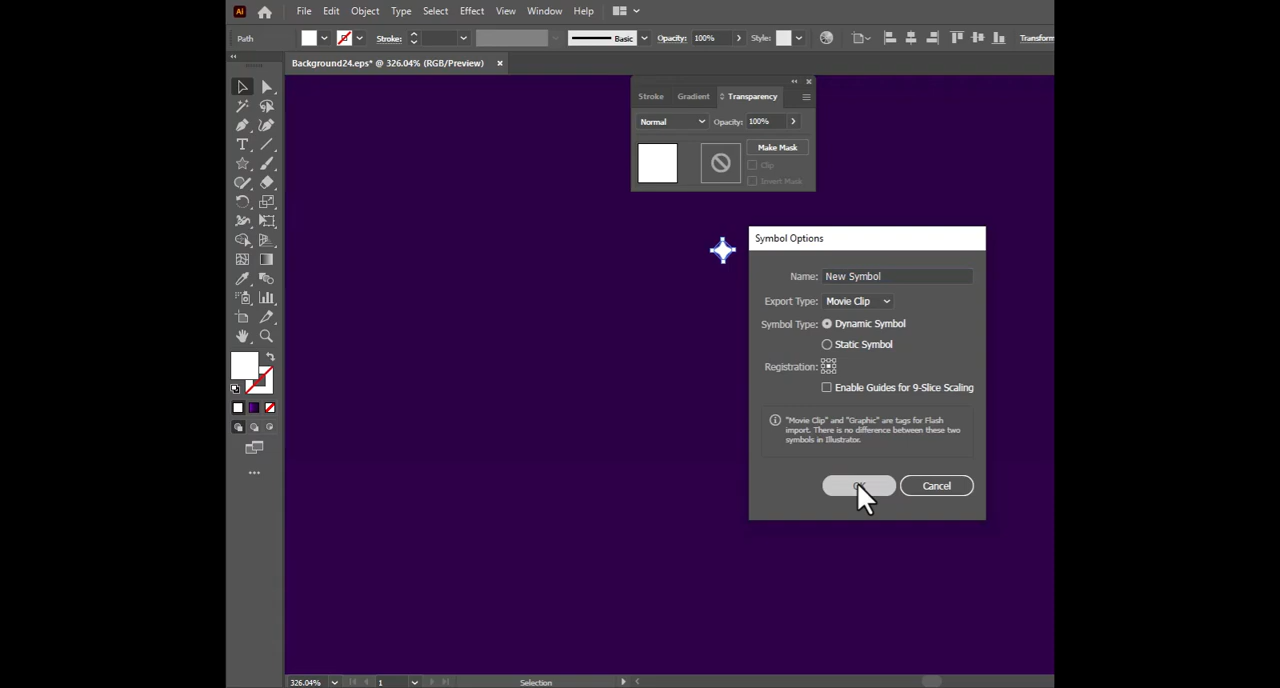 Ai File Edit Object Type Select Effect View Window Help
Path Stroke: Basic Opacity: 100% Style: Transform
Background24.eps* @ 326.04% (RGB/Preview) ×
Stroke Gradient Transparency
Normal Opacity: 100%
Make Mask
Clip
Invert Mask
Symbol Options
Name: New Symbol
Export Type: Movie Clip
Symbol Type: Dynamic Symbol
Static Symbol
Registration:
Enable Guides for 9-Slice Scaling
"Movie Clip" and "Graphic" are tags for Flash
import. There is no difference between these two
symbols in Illustrator.
Cancel
326.04% 1 Selection